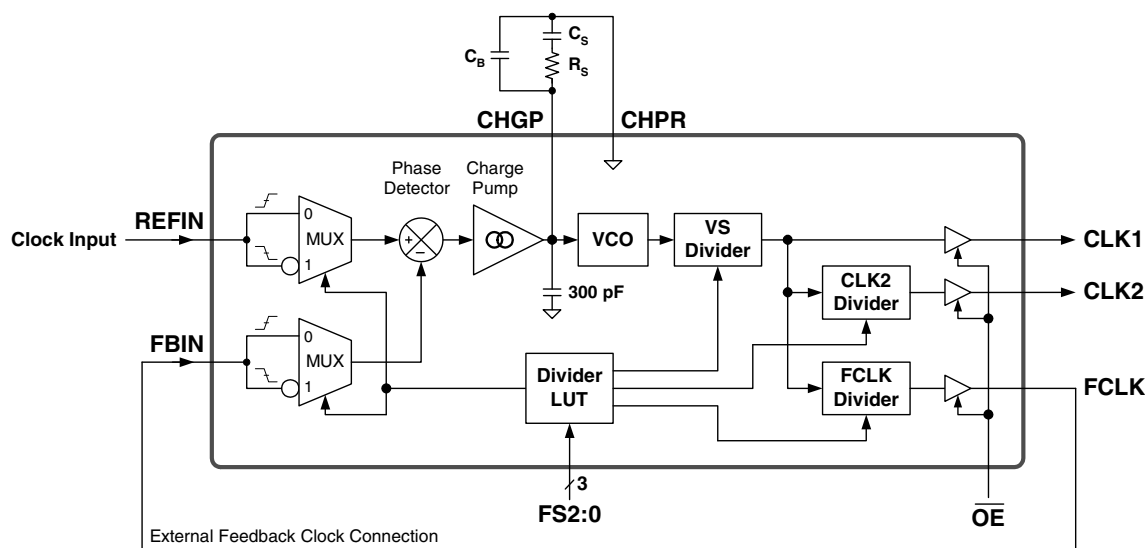 C_S
C_B
R_S
CHGP
CHPR
Phase
Detector
Charge
Pump
REFIN
Clock Input
0
MUX
1
+
−
VCO
VS
Divider
CLK1
300 pF
CLK2
Divider
CLK2
FBIN
0
MUX
1
Divider
LUT
FCLK
Divider
FCLK
3
FS2:0
OE
External Feedback Clock Connection